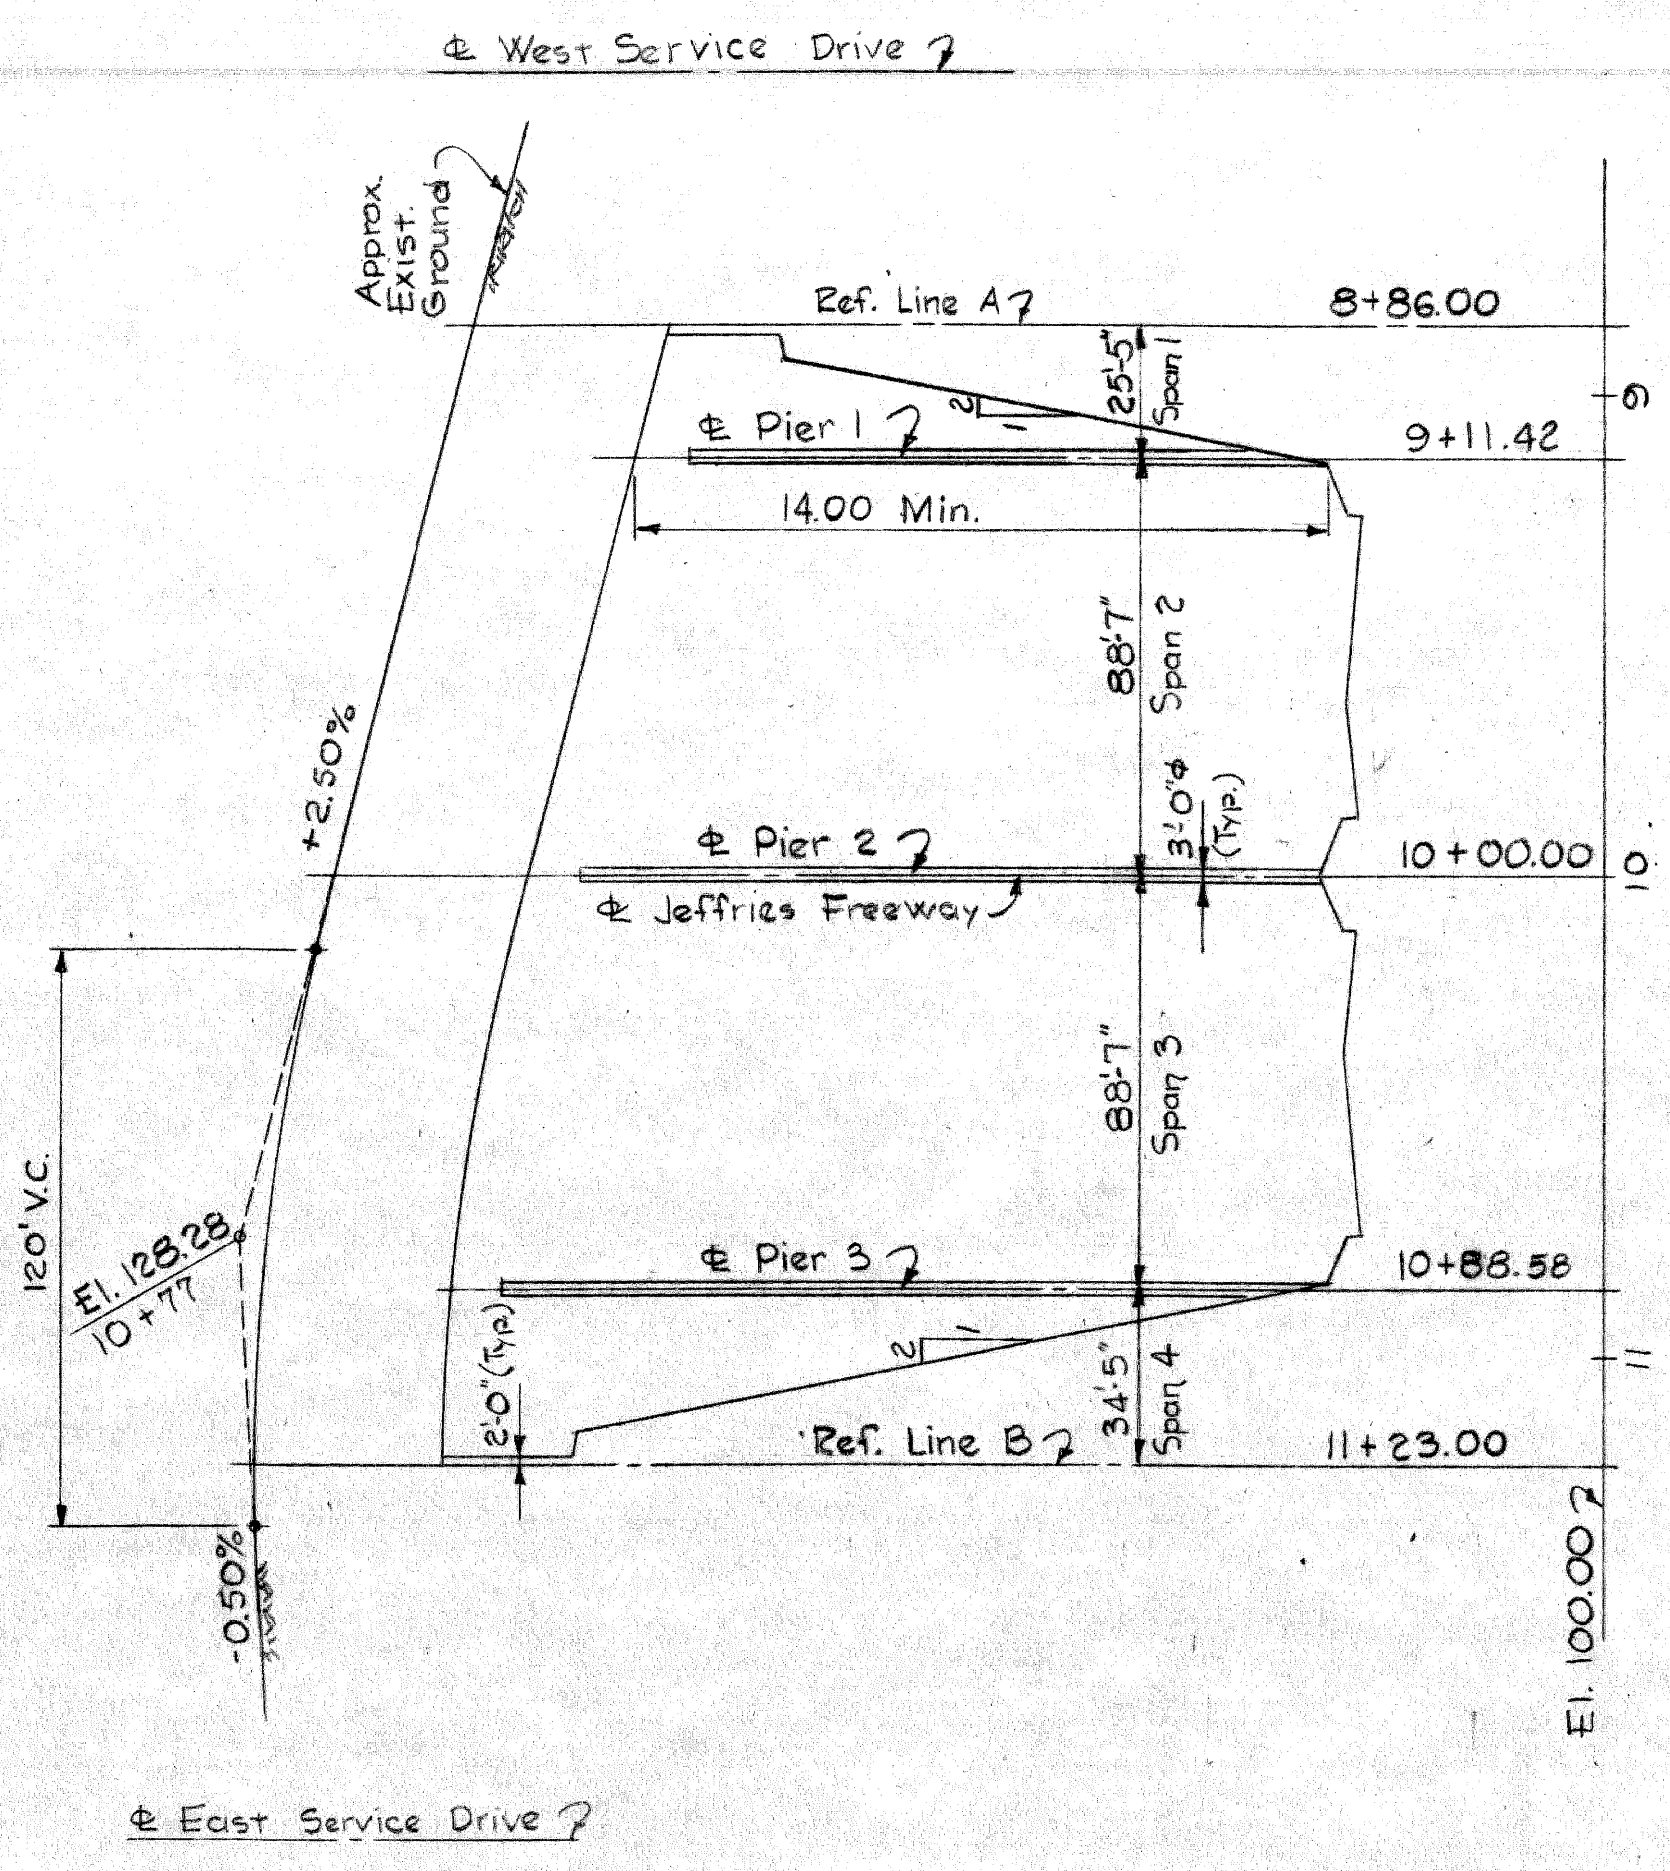 ℄ West Service Drive
Approx.
Exist.
Ground
Ref. Line A
8+86.00
25'-5"
Span 1
9
2
1
℄ Pier 1
9+11.42
14.00 Min.
88'-7"
Span 2
+2.50%
3'-0"ϕ
(Typ.)
℄ Pier 2
10+00.00
10
℄ Jeffries Freeway
88'-7"
Span 3
120' V.C.
El. 128.28
10+77
℄ Pier 3
10+88.58
2'-0" (Typ.)
2
1
34'-5"
Span 4
11
Ref. Line B
11+23.00
-0.50%
El. 100.00
℄ East Service Drive